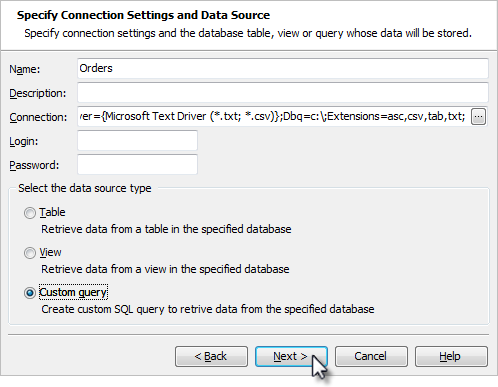 Specify Connection Settings and Data Source
Specify connection settings and the database table, view or query whose data will be stored.
Name: Orders
Description:
Connection: ver={Microsoft Text Driver (*.txt; *.csv)};Dbq=c:\;Extensions=asc,csv,tab,txt; ...
Login:
Password:
Select the data source type
Table
Retrieve data from a table in the specified database
View
Retrieve data from a view in the specified database
Custom query
Create custom SQL query to retrive data from the specified database
< Back Next > Cancel Help